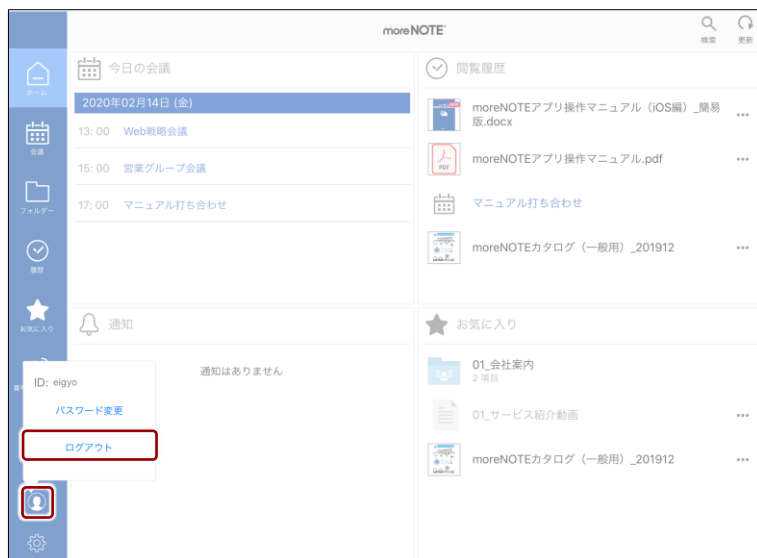 moreNOTE
検索
更新
ホーム
会議
フォルダー
履歴
お気に入り
今日の会議
2020年02月14日 (金)
13:00 Web戦略会議
15:00 営業グループ会議
17:00 マニュアル打ち合わせ
閲覧履歴
moreNOTEアプリ操作マニュアル（iOS編）_簡易
版.docx
PDF
moreNOTEアプリ操作マニュアル.pdf
マニュアル打ち合わせ
moreNOTEカタログ（一般用）_201912
通知
通知はありません
お気に入り
01_会社案内
2 項目
01_サービス紹介動画
moreNOTEカタログ（一般用）_201912
ID: eigyo
パスワード変更
ログアウト